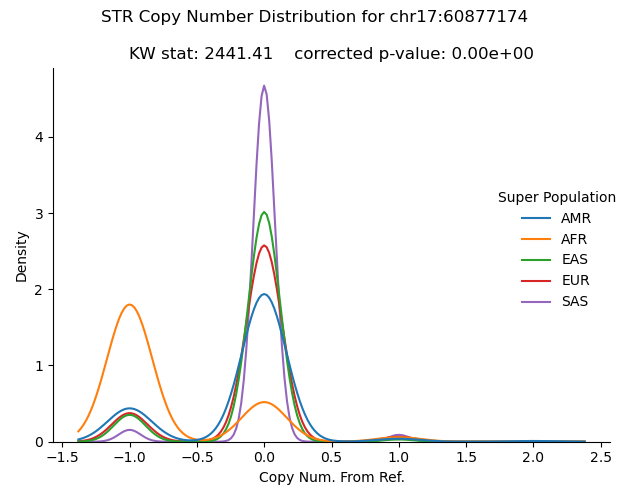 STR Copy Number Distribution for chr17:60877174
KW stat: 2441.41    corrected p-value: 0.00e+00
Density
4
3
2
1
0
−1.5
−1.0
−0.5
0.0
0.5
1.0
1.5
2.0
2.5
Copy Num. From Ref.
Super Population
AMR
AFR
EAS
EUR
SAS